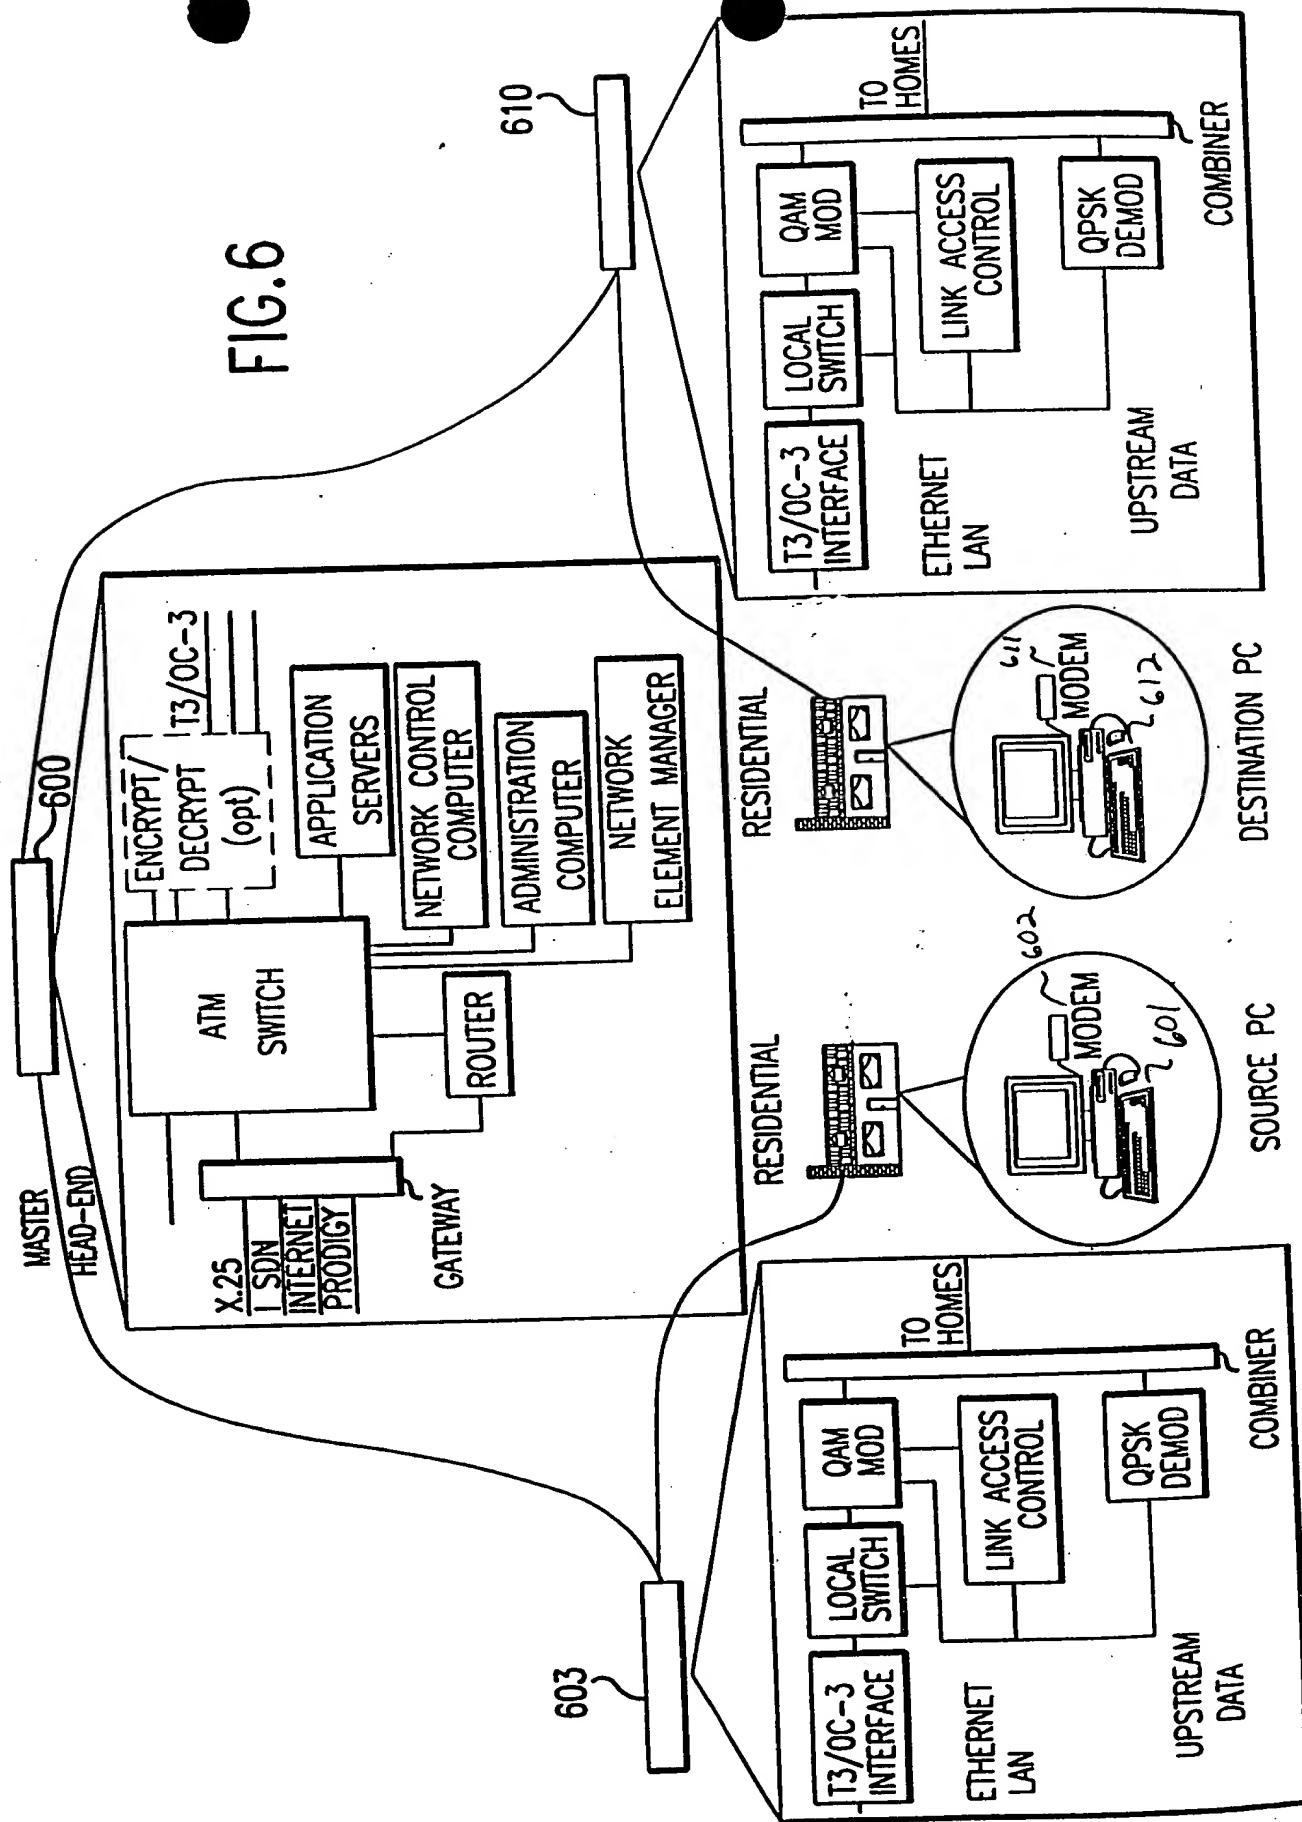 FIG.6
MASTER
HEAD-END
600
ENCRYPT/
DECRYPT
(opt)
T3/OC-3
ATM
SWITCH
APPLICATION
SERVERS
NETWORK CONTROL
COMPUTER
ADMINISTRATION
COMPUTER
NETWORK
ELEMENT MANAGER
ROUTER
X.25
ISDN
INTERNET
PRODIGY
GATEWAY
603
T3/OC-3
INTERFACE
LOCAL
SWITCH
QAM
MOD
TO
HOMES
LINK ACCESS
CONTROL
QPSK
DEMOD
ETHERNET
LAN
UPSTREAM
DATA
COMBINER
RESIDENTIAL
602
MODEM
601
SOURCE PC
RESIDENTIAL
611
MODEM
612
DESTINATION PC
610
T3/OC-3
INTERFACE
LOCAL
SWITCH
QAM
MOD
TO
HOMES
LINK ACCESS
CONTROL
QPSK
DEMOD
ETHERNET
LAN
UPSTREAM
DATA
COMBINER